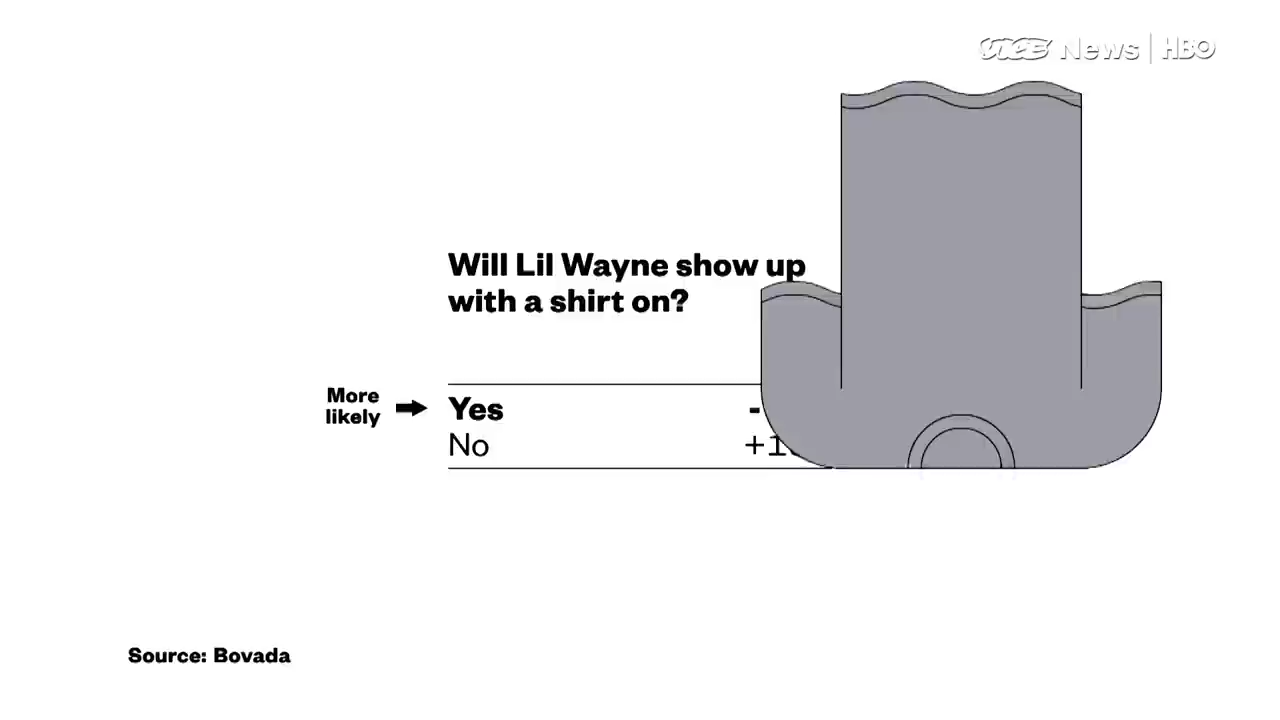 VICE News | HBO
Will Lil Wayne show up
with a shirt on?
More
likely
Yes -
No
Source: Bovada